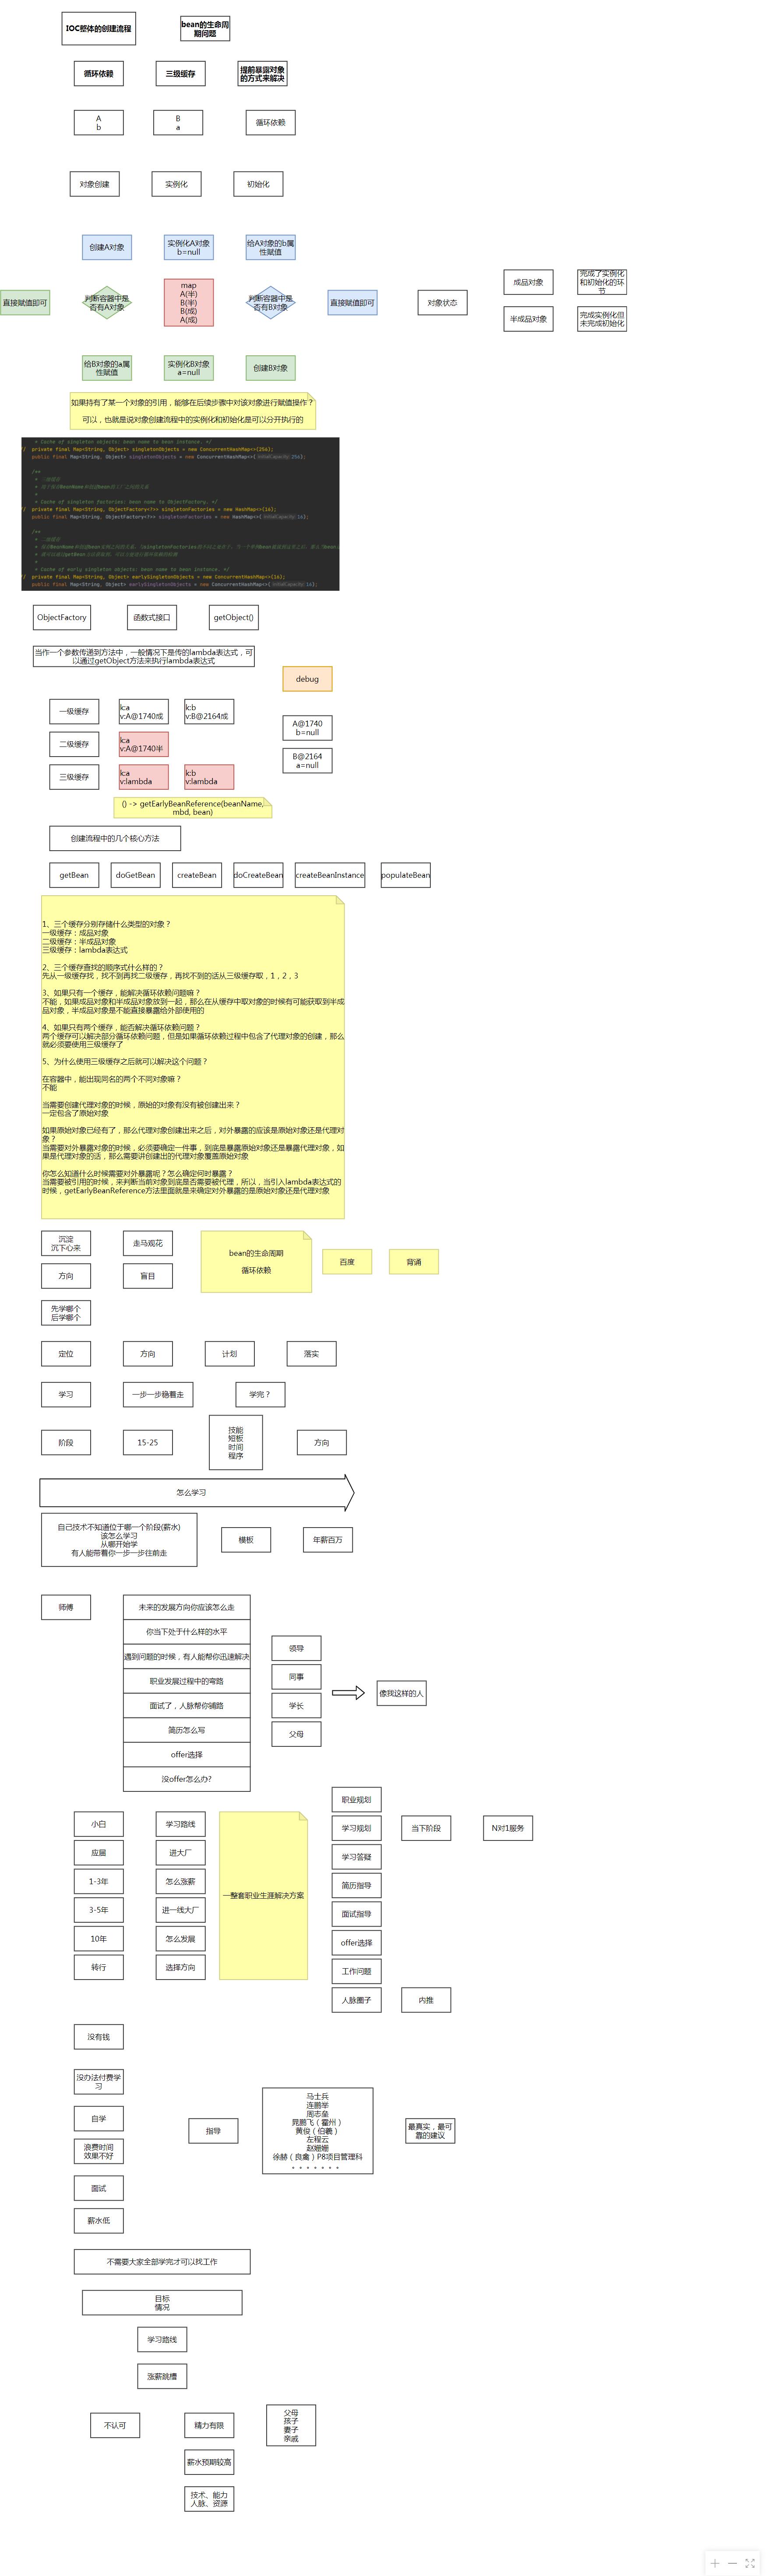 IOC整体的创建流程
bean的生命周
期问题
循环依赖
三级缓存
提前暴露对象
的方式来解决
A
b
B
a
循环依赖
对象创建
实例化
初始化
创建A对象
实例化A对象
b=null
给A对象的b属
性赋值
直接赋值即可
判断容器中是
否有A对象
map
A(半)
B(半)
B(成)
A(成)
判断容器中是
否有B对象
直接赋值即可
对象状态
成品对象
完成了实例化
和初始化的环
节
半成品对象
完成实例化但
未完成初始化
给B对象的a属
性赋值
实例化B对象
a=null
创建B对象
如果持有了某一个对象的引用，能够在后续步骤中对该对象进行赋值操作？
可以，也就是说对象创建流程中的实例化和初始化是可以分开执行的
* Cache of singleton objects: bean name to bean instance. */
// private final Map<String, Object> singletonObjects = new ConcurrentHashMap<>(256);
public final Map<String, Object> singletonObjects = new ConcurrentHashMap<>( initialCapacity: 256);
/**
*
*
* Cache of singleton factories: bean name to ObjectFactory. */
// private final Map<String, ObjectFactory<?>> singletonFactories = new HashMap<>(16);
public final Map<String, ObjectFactory<?>> singletonFactories = new HashMap<>( initialCapacity: 16);
/**
*
*
* Cache of early singleton objects: bean name to bean instance. */
// private final Map<String, Object> earlySingletonObjects = new ConcurrentHashMap<>(16);
public final Map<String, Object> earlySingletonObjects = new ConcurrentHashMap<>( initialCapacity: 16);
ObjectFactory
函数式接口
getObject()
当作一个参数传递到方法中，一般情况下是传的lambda表达式，可
以通过getObject方法来执行lambda表达式
debug
一级缓存
k:a
v:A@1740成
k:b
v:B@2164成
A@1740
b=null
二级缓存
k:a
v:A@1740半
B@2164
a=null
三级缓存
k:a
v:lambda
k:b
v:lambda
() -> getEarlyBeanReference(beanName,
mbd, bean)
创建流程中的几个核心方法
getBean
doGetBean
createBean
doCreateBean
createBeanInstance
populateBean
1、三个缓存分别存储什么类型的对象？
一级缓存：成品对象
二级缓存：半成品对象
三级缓存：lambda表达式
2、三个缓存查找的顺序式什么样的？
先从一级缓存找，找不到再找二级缓存，再找不到的话从三级缓存取，1，2，3
3、如果只有一个缓存，能解决循环依赖问题嘛？
不能，如果成品对象和半成品对象放到一起，那么在从缓存中取对象的时候有可能获取到半成
品对象，半成品对象是不能直接暴露给外部使用的
4、如果只有两个缓存，能否解决循环依赖问题？
两个缓存可以解决部分循环依赖问题，但是如果循环依赖过程中包含了代理对象的创建，那么
就必须要使用三级缓存了
5、为什么使用三级缓存之后就可以解决这个问题？
在容器中，能出现同名的两个不同对象嘛？
不能
当需要创建代理对象的时候，原始的对象有没有被创建出来？
一定包含了原始对象
如果原始对象已经有了，那么代理对象创建出来之后，对外暴露的应该是原始对象还是代理对
象？
当需要对外暴露对象的时候，必须要确定一件事，到底是暴露原始对象还是暴露代理对象，如
果是代理对象的话，那么需要讲创建出的代理对象覆盖原始对象
你怎么知道什么时候需要对外暴露呢？怎么确定何时暴露？
当需要被引用的时候，来判断当前对象到底是否需要被代理，所以，当引入lambda表达式的
时候，getEarlyBeanReference方法里面就是来确定对外暴露的是原始对象还是代理对象
沉淀
沉下心来
走马观花
bean的生命周期
循环依赖
百度
背诵
方向
盲目
先学哪个
后学哪个
定位
方向
计划
落实
学习
一步一步稳着走
学完？
阶段
15-25
技能
短板
时间
程序
方向
怎么学习
自己技术不知道位于哪一个阶段(薪水)
该怎么学习
从哪开始学
有人能带着你一步一步往前走
模板
年薪百万
师傅
未来的发展方向你应该怎么走
你当下处于什么样的水平
遇到问题的时候，有人能帮你迅速解决
职业发展过程中的弯路
面试了，人脉帮你铺路
简历怎么写
offer选择
没offer怎么办?
领导
同事
学长
父母
像我这样的人
职业规划
小白
学习路线
学习规划
当下阶段
N对1服务
应届
进大厂
学习答疑
1-3年
怎么涨薪
一整套职业生涯解决方案
简历指导
3-5年
进一线大厂
面试指导
10年
怎么发展
offer选择
转行
选择方向
工作问题
人脉圈子
内推
没有钱
没办法付费学
习
自学
浪费时间
效果不好
面试
薪水低
指导
马士兵
连鹏举
周志垒
晁鹏飞（霍州）
黄俊（伯羲）
左程云
赵姗姗
徐赫（良禽）P8项目管理科
。。。。。。。
最真实，最可
靠的建议
不需要大家全部学完才可以找工作
目标
情况
学习路线
涨薪跳槽
不认可
精力有限
父母
孩子
妻子
亲戚
薪水预期较高
技术、能力
人脉、资源